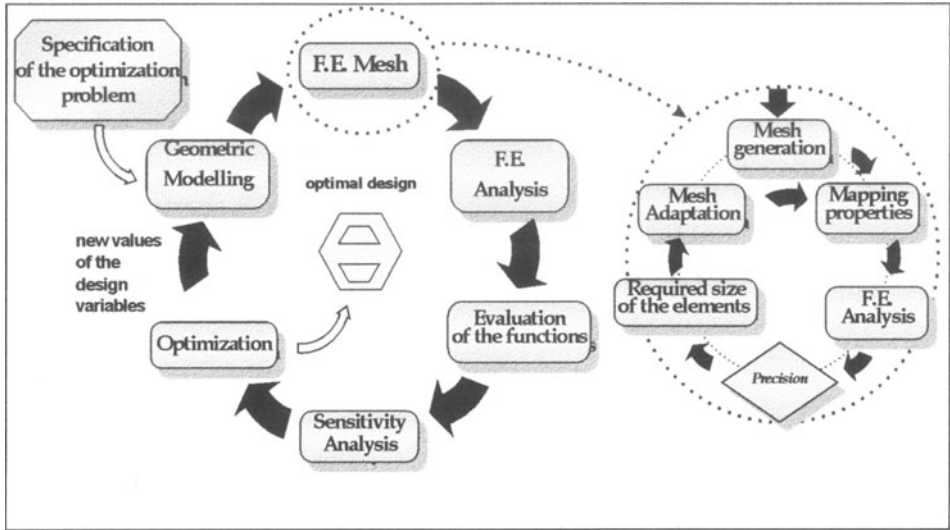 Specification
of the optimization
problem
F.E. Mesh
Geometric
Modelling
F.E.
Analysis
optimal design
new values
of the
design
variables
Optimization
Evaluation
of the functions
Sensitivity
Analysis
Mesh
generation
Mesh
Adaptation
Mapping
properties
Required size
of the elements
F.E.
Analysis
Precision